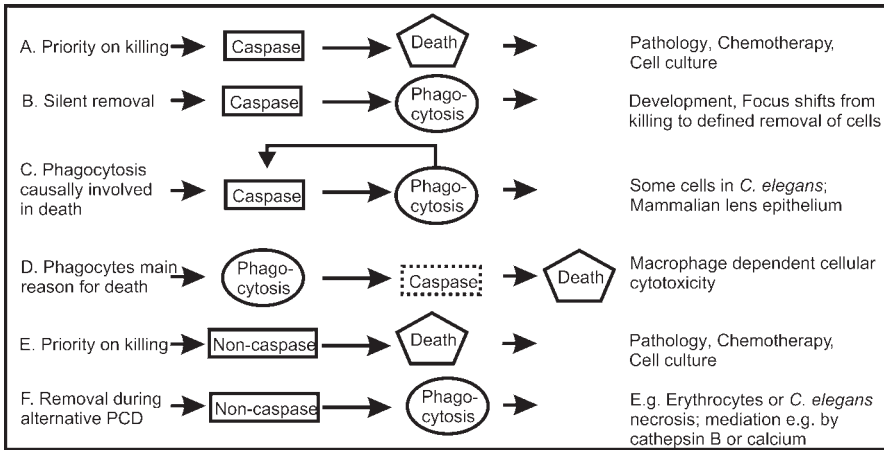 A. Priority on killing
Caspase
Death
Pathology, Chemotherapy,
Cell culture
B. Silent removal
Caspase
Phago-
cytosis
Development, Focus shifts from
killing to defined removal of cells
C. Phagocytosis
causally involved
in death
Caspase
Phago-
cytosis
Some cells in C. elegans;
Mammalian lens epithelium
D. Phagocytes main
reason for death
Phago-
cytosis
Caspase
Death
Macrophage dependent cellular
cytotoxicity
E. Priority on killing
Non-caspase
Death
Pathology, Chemotherapy,
Cell culture
F. Removal during
alternative PCD
Non-caspase
Phago-
cytosis
E.g. Erythrocytes or C. elegans
necrosis; mediation e.g. by
cathepsin B or calcium